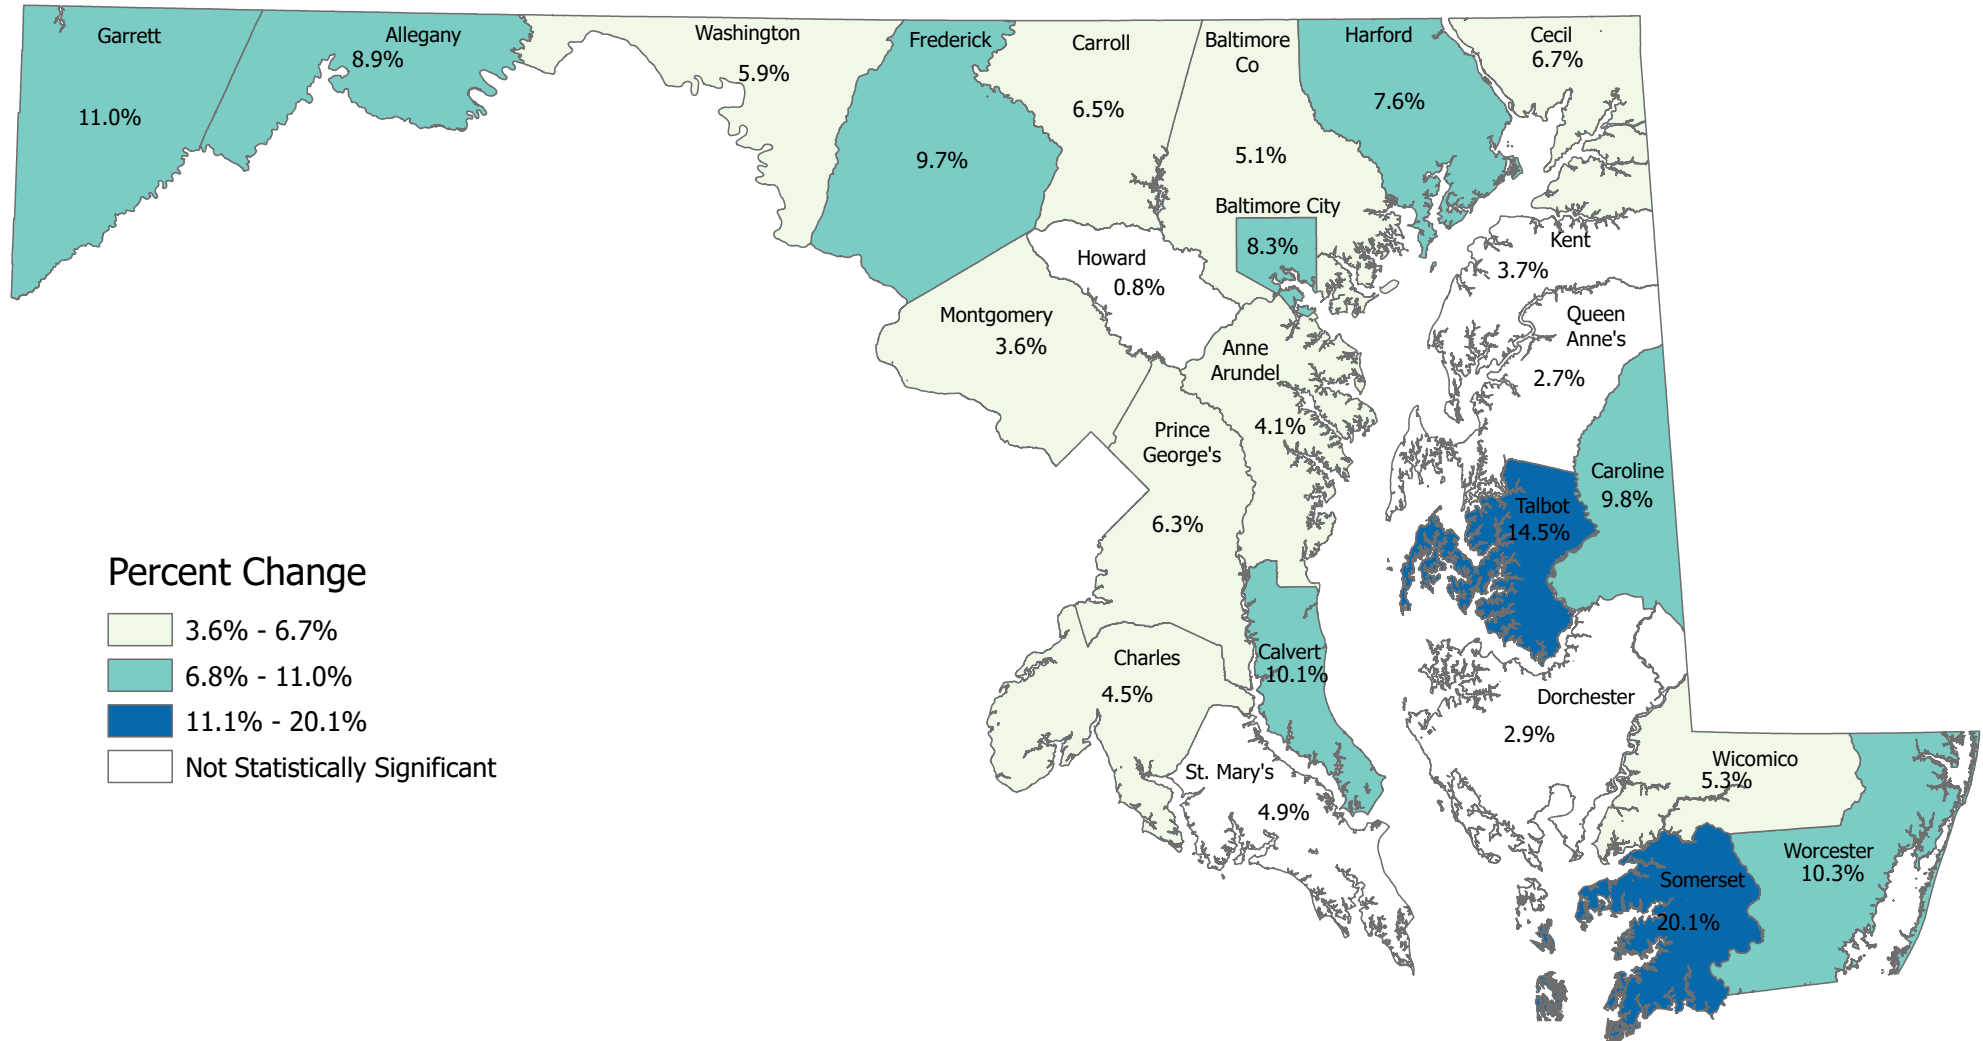 Garrett
11.0%
Allegany
8.9%
Washington
5.9%
Frederick
9.7%
Carroll
6.5%
Baltimore
Co
5.1%
Baltimore City
8.3%
Harford
7.6%
Cecil
6.7%
Kent
3.7%
Howard
0.8%
Montgomery
3.6%
Queen
Anne's
2.7%
Anne
Arundel
4.1%
Prince
George's
6.3%
Caroline
9.8%
Talbot
14.5%
Percent Change
3.6% - 6.7%
6.8% - 11.0%
11.1% - 20.1%
Not Statistically Significant
Charles
4.5%
Calvert
10.1%
Dorchester
2.9%
St. Mary's
4.9%
Wicomico
5.3%
Worcester
10.3%
Somerset
20.1%